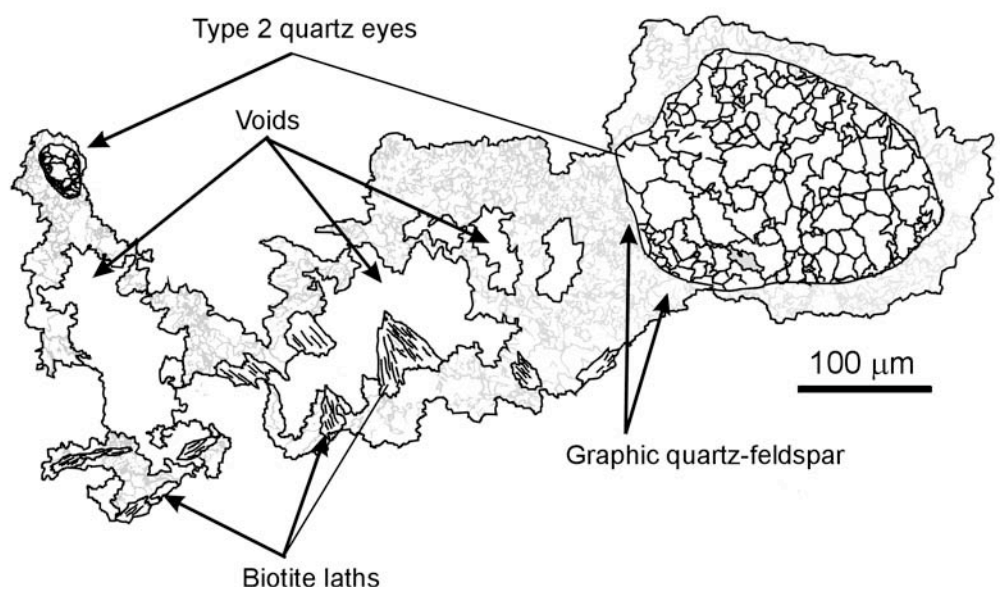 Type 2 quartz eyes
Voids
100 μm
Graphic quartz-feldspar
Biotite laths